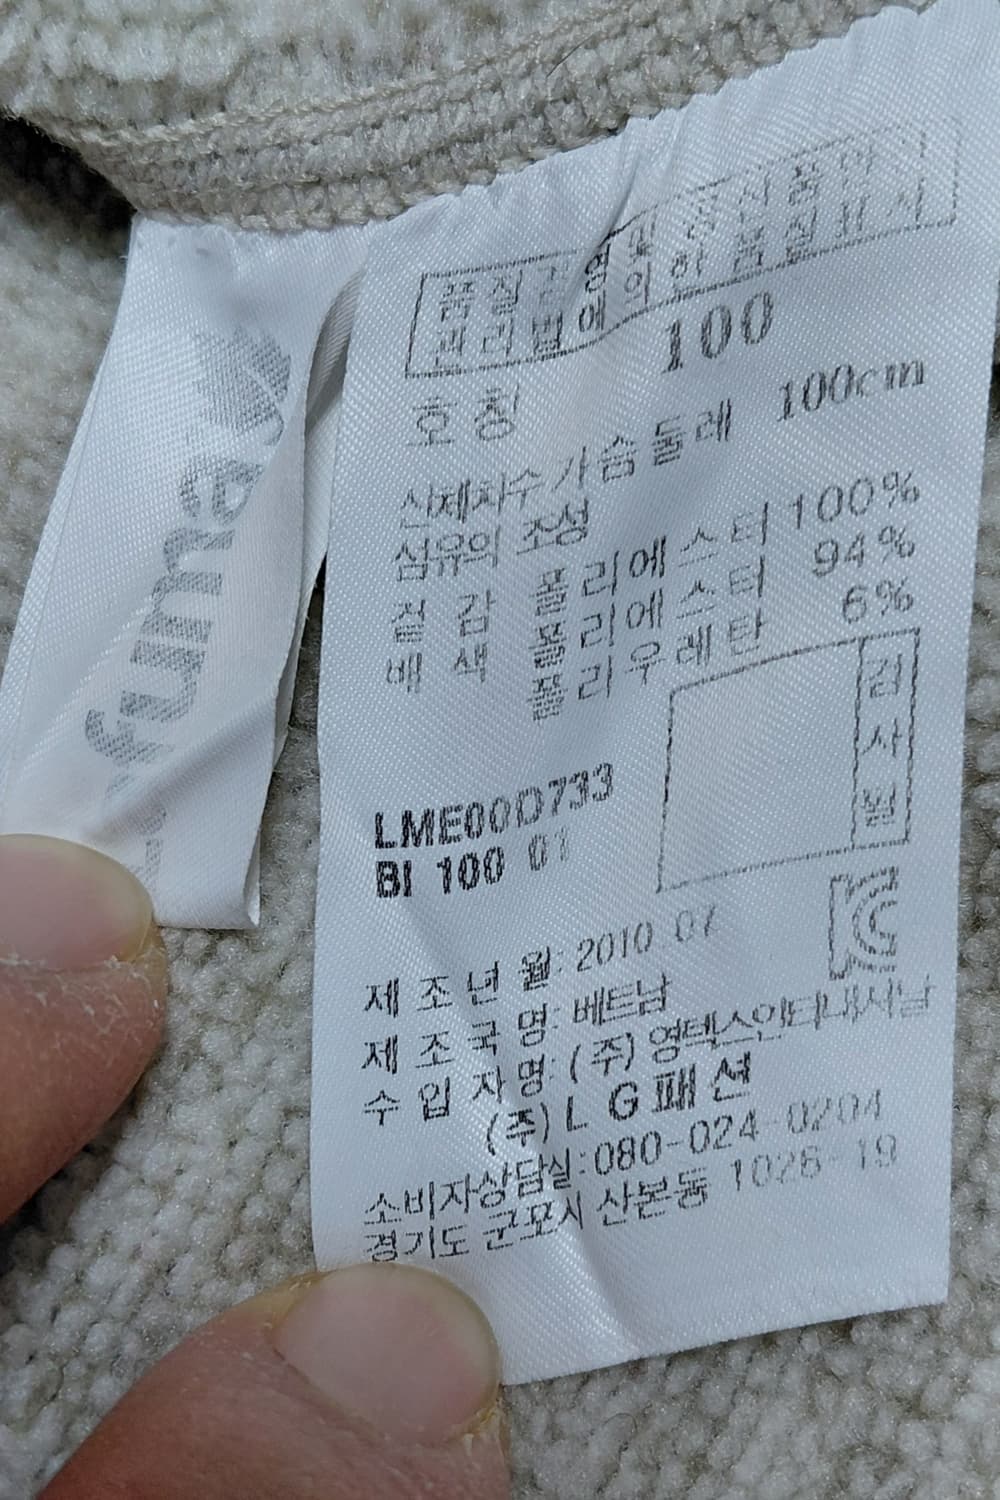 fuma
품질경영및공산품안
관리법에의한품질표시
호칭 100
신체치수가슴둘레 100cm
섬유의 조성
겉 감 폴리에스터 100%
배 색 폴리에스터 94%
폴리우레탄 6%
검사필
LME00D733
BI 100 01
제조년월: 2010.07
제조국명: 베트남
수입자명: (주)영텍스인터내셔날
(주)LG패션
소비자상담실:080-024-0204
경기도 군포시 산본동 1026-19